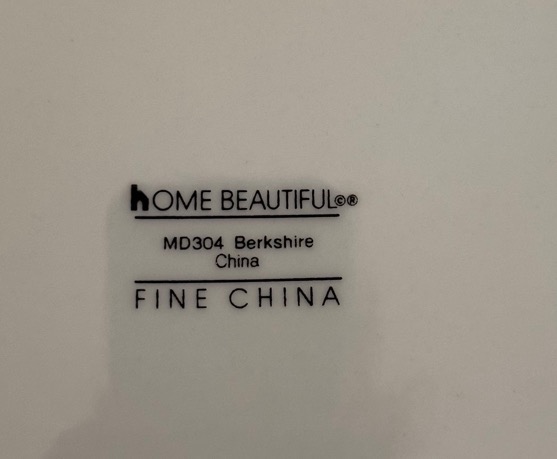 hOME BEAUTIFUL©®
MD304 Berkshire
China
FINE CHINA